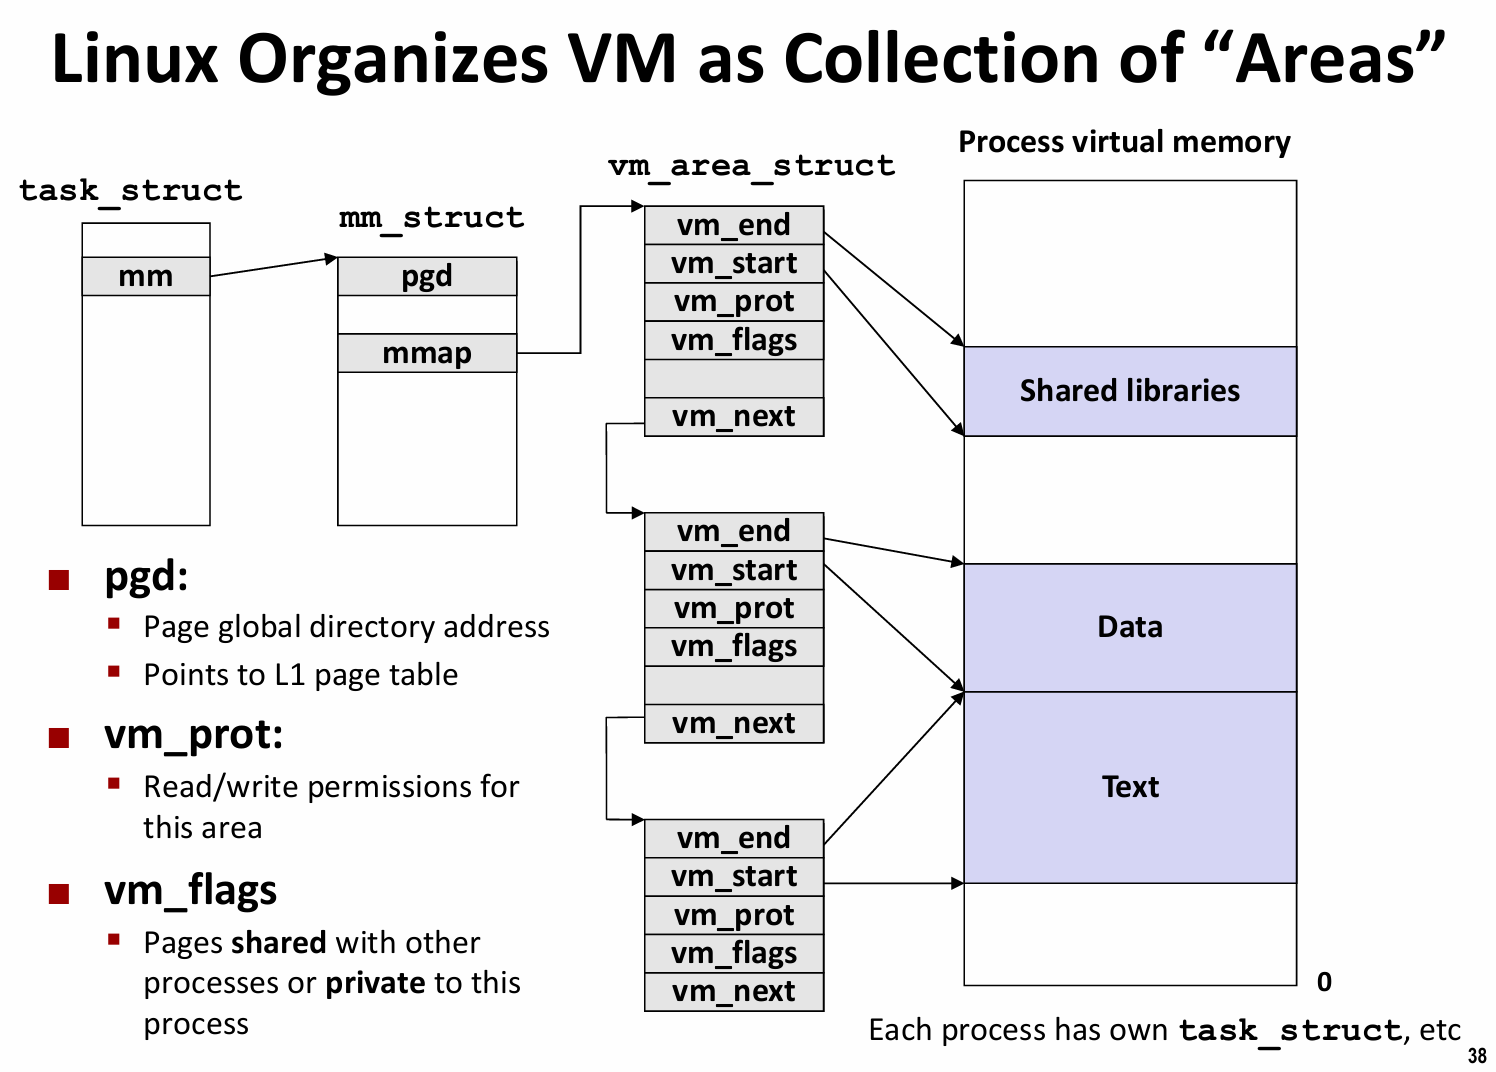 Linux Organizes VM as Collection of “Areas”
task_struct
mm
mm_struct
pgd
mmap
vm_area_struct
vm_end
vm_start
vm_prot
vm_flags
vm_next
vm_end
vm_start
vm_prot
vm_flags
vm_next
vm_end
vm_start
vm_prot
vm_flags
vm_next
Process virtual memory
Shared libraries
Data
Text
0
pgd:
Page global directory address
Points to L1 page table
vm_prot:
Read/write permissions for
this area
vm_flags
Pages shared with other
processes or private to this
process
Each process has own task_struct, etc
38